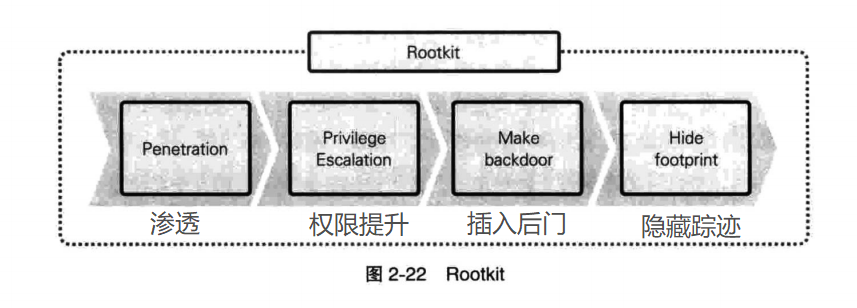 Rootkit
Penetration
Privilege
Escalation
Make
backdoor
Hide
footprint
渗透
权限提升
插入后门
隐藏踪迹
图 2-22 Rootkit